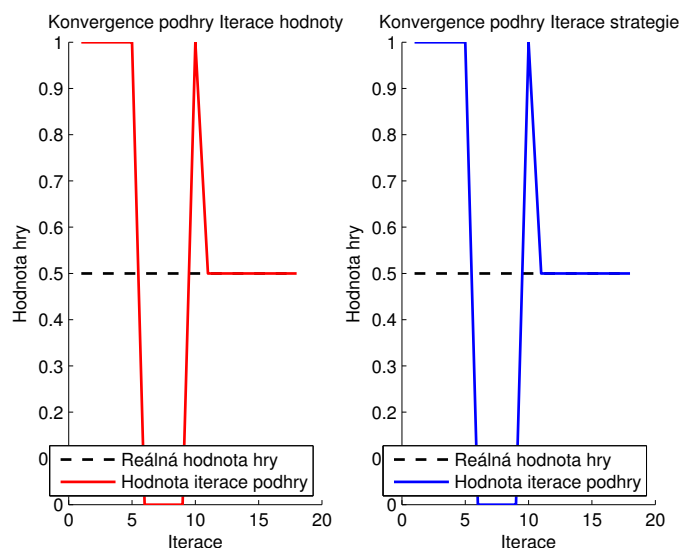 Konvergence podhry Iterace hodnoty
1
0.9
0.8
0.7
0.6
0.5
0.4
0.3
0.2
0
0
Hodnota hry
Reálná hodnota hry
Hodnota iterace podhry
0 5 10 15 20
Iterace
Konvergence podhry Iterace strategie
1
0.9
0.8
0.7
0.6
0.5
0.4
0.3
0.2
0
0
Hodnota hry
Reálná hodnota hry
Hodnota iterace podhry
0 5 10 15 20
Iterace